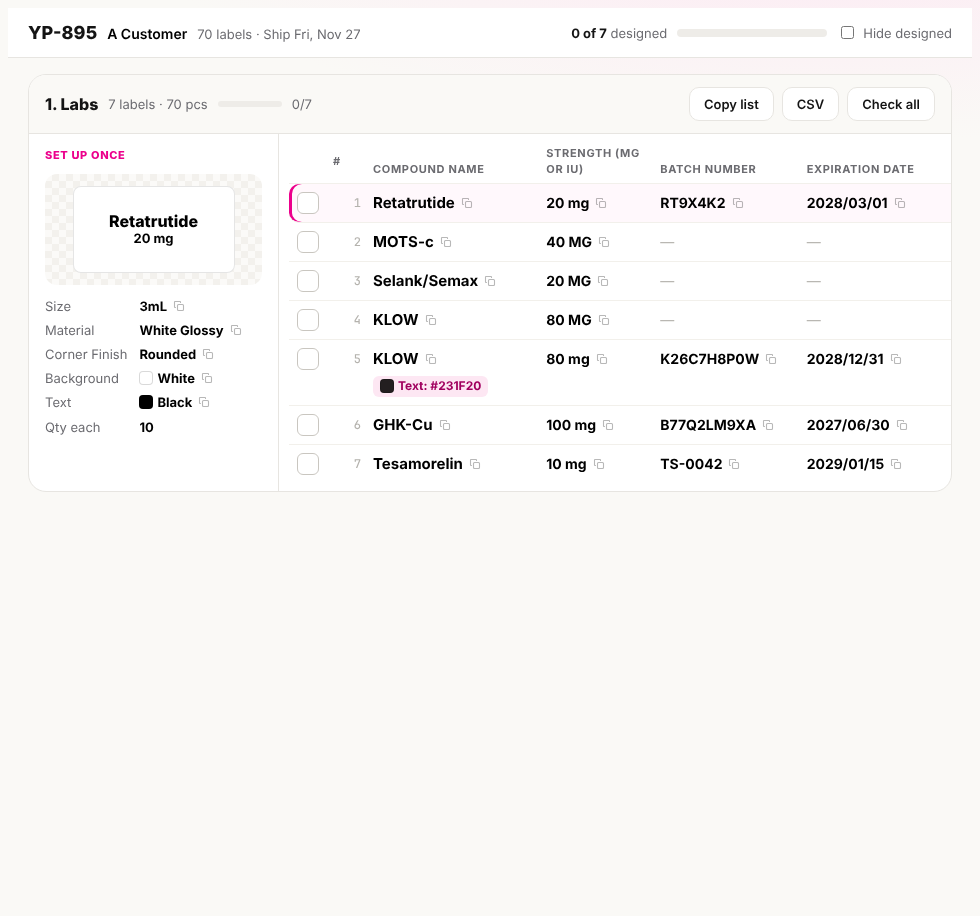 YP-895 A Customer 70 labels · Ship Fri, Nov 27 0 of 7 designed Hide designed
1. Labs 7 labels · 70 pcs 0/7 Copy list CSV Check all
SET UP ONCE
Retatrutide
20 mg
Size 3mL
Material White Glossy
Corner Finish Rounded
Background White
Text Black
Qty each 10
# COMPOUND NAME STRENGTH (MG OR IU) BATCH NUMBER EXPIRATION DATE
1 Retatrutide 20 mg RT9X4K2 2028/03/01
2 MOTS-c 40 MG — —
3 Selank/Semax 20 MG — —
4 KLOW 80 MG — —
5 KLOW 80 mg K26C7H8P0W 2028/12/31
Text: #231F20
6 GHK-Cu 100 mg B77Q2LM9XA 2027/06/30
7 Tesamorelin 10 mg TS-0042 2029/01/15